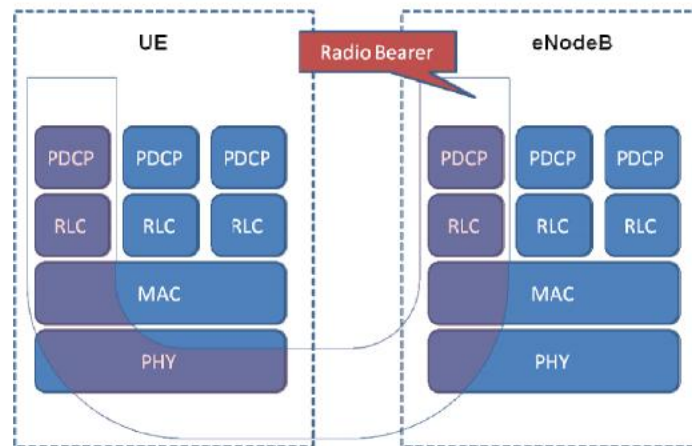 UE
Radio Bearer
eNodeB
PDCP PDCP PDCP
RLC RLC RLC
MAC
PHY
PDCP PDCP PDCP
RLC RLC RLC
MAC
PHY